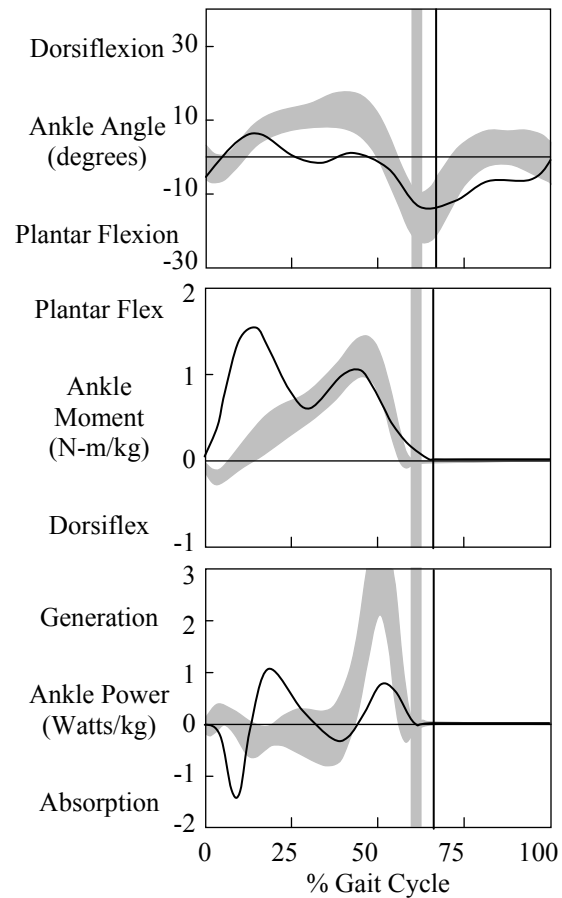 Dorsiflexion
30
Ankle Angle
(degrees)
10
-10
Plantar Flexion
-30
2
Plantar Flex
1
Ankle
Moment
(N-m/kg)
0
Dorsiflex
-1
3
Generation
2
1
Ankle Power
(Watts/kg)
0
-1
Absorption
-2
0 25 50 75 100
% Gait Cycle